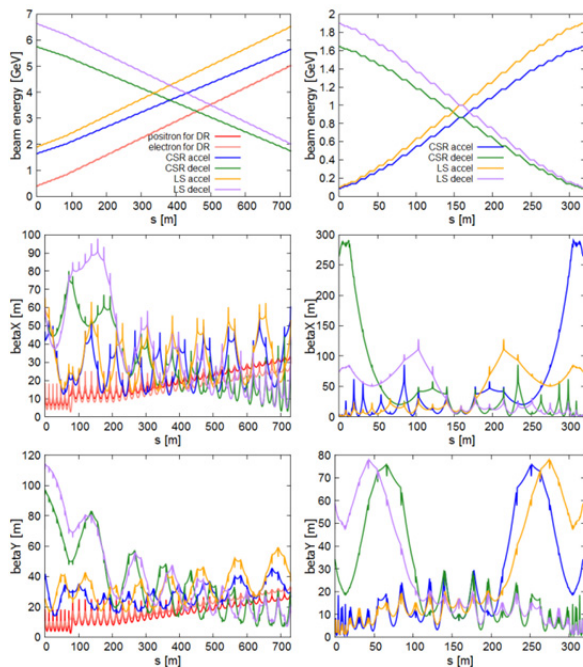 beam energy [GeV]
7
6
5
4
3
2
1
0
positron for DR
electron for DR
CSR accel
CSR decel
LS accel
LS decel
0 100 200 300 400 500 600 700
s [m]
beam energy [GeV]
2
1.8
1.6
1.4
1.2
1
0.8
0.6
0.4
0.2
0
CSR accel
CSR decel
LS accel
LS decel
0 50 100 150 200 250 300
s [m]
betaX [m]
100
90
80
70
60
50
40
30
20
10
0
0 100 200 300 400 500 600 700
s [m]
betaX [m]
300
250
200
150
100
50
0
0 50 100 150 200 250 300
s [m]
betaY [m]
120
100
80
60
40
20
0
0 100 200 300 400 500 600 700
s [m]
betaY [m]
80
70
60
50
40
30
20
10
0
0 50 100 150 200 250 300
s [m]